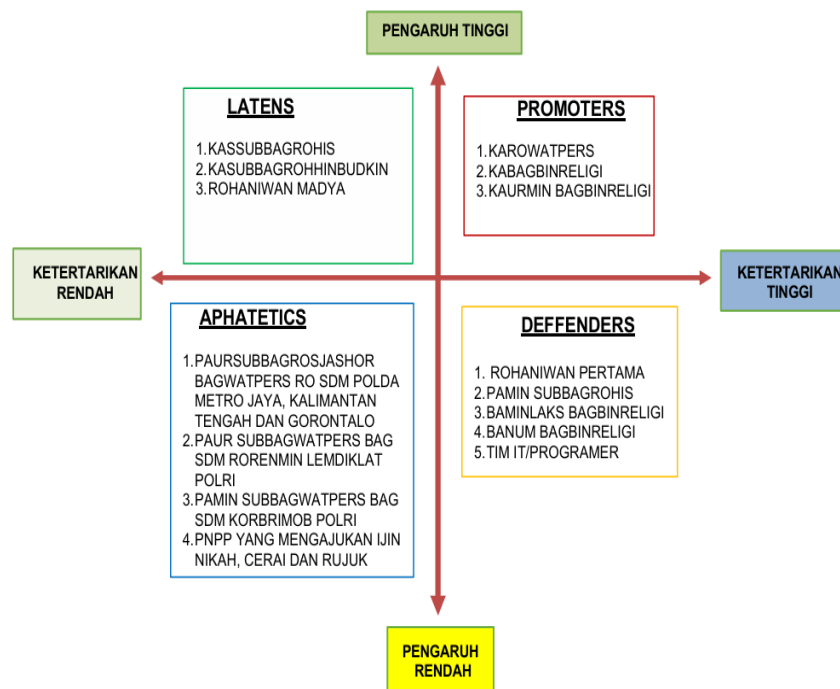 PENGARUH TINGGI
LATENS
1.KASSUBBAGROHIS
2.KASUBBAGROHHINBUDKIN
3.ROHANIWAN MADYA
PROMOTERS
1.KAROWATPERS
2.KABAGBINRELIGI
3.KAURMIN BAGBINRELIGI
KETERTARIKAN
RENDAH
KETERTARIKAN
TINGGI
APHATETICS
1.PAURSUBBAGROSJASHOR
BAGWATPERS RO SDM POLDA
METRO JAYA, KALIMANTAN
TENGAH DAN GORONTALO
2.PAUR SUBBAGWATPERS BAG
SDM RORENMIN LEMDIKLAT
POLRI
3.PAMIN SUBBAGWATPERS BAG
SDM KORBRIMOB POLRI
4.PNPP YANG MENGAJUKAN IJIN
NIKAH, CERAI DAN RUJUK
DEFFENDERS
1. ROHANIWAN PERTAMA
2.PAMIN SUBBAGROHIS
3.BAMINLAKS BAGBINRELIGI
4.BANUM BAGBINRELIGI
5.TIM IT/PROGRAMER
PENGARUH
RENDAH